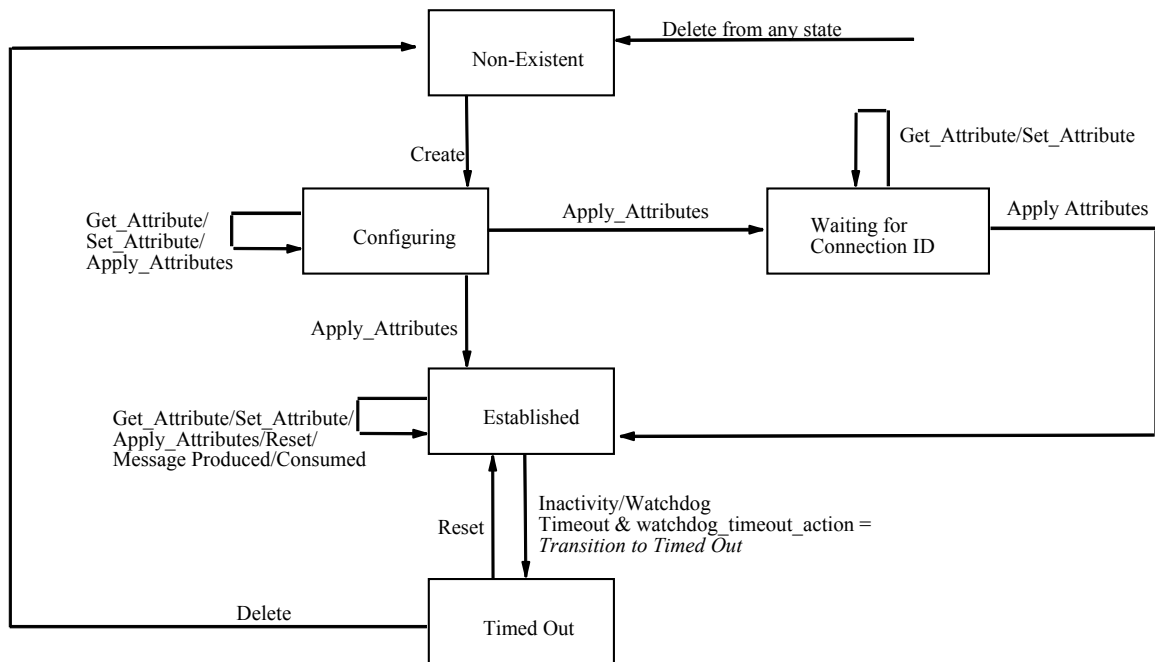 Delete from any state
Non-Existent
Create
Get_Attribute/Set_Attribute
Get_Attribute/
Set_Attribute/
Apply_Attributes
Configuring
Apply_Attributes
Waiting for
Connection ID
Apply Attributes
Apply_Attributes
Get_Attribute/Set_Attribute/
Apply_Attributes/Reset/
Message Produced/Consumed
Established
Reset
Inactivity/Watchdog
Timeout & watchdog_timeout_action =
Transition to Timed Out
Delete
Timed Out